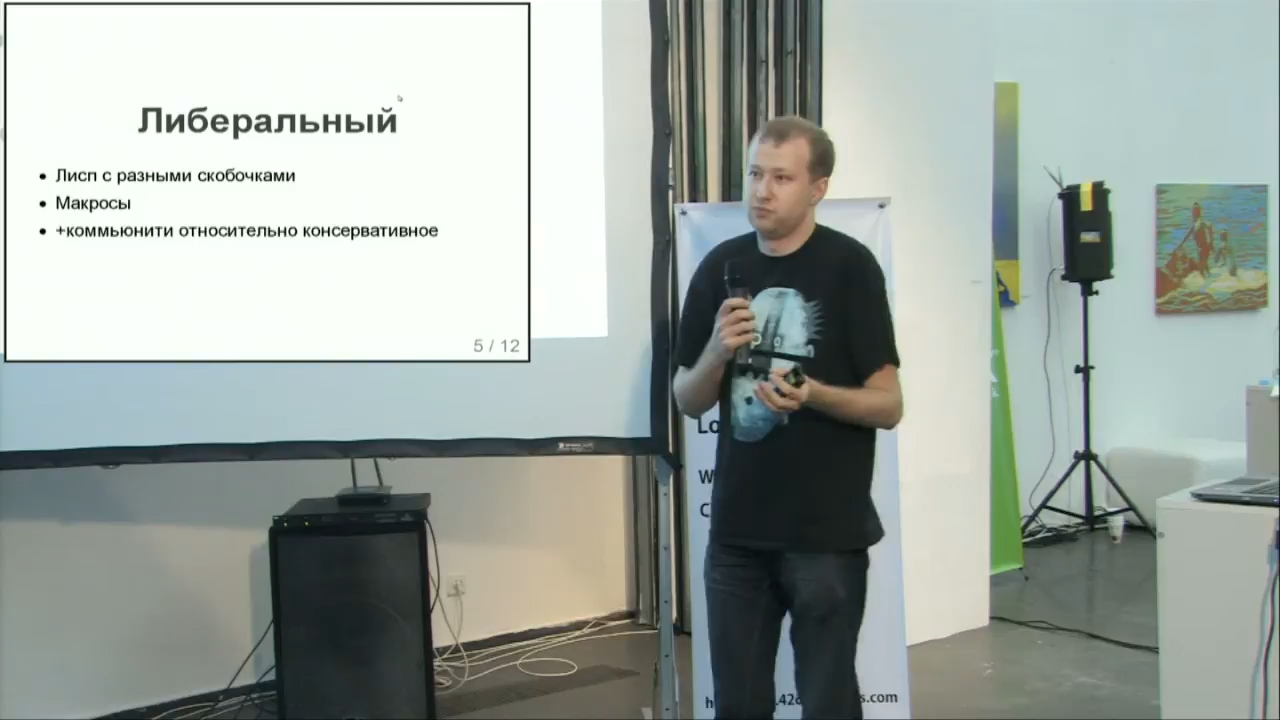 Либеральный
• Лисп с разными скобочками
• Макросы
• +коммьюнити относительно консервативное
5 / 12